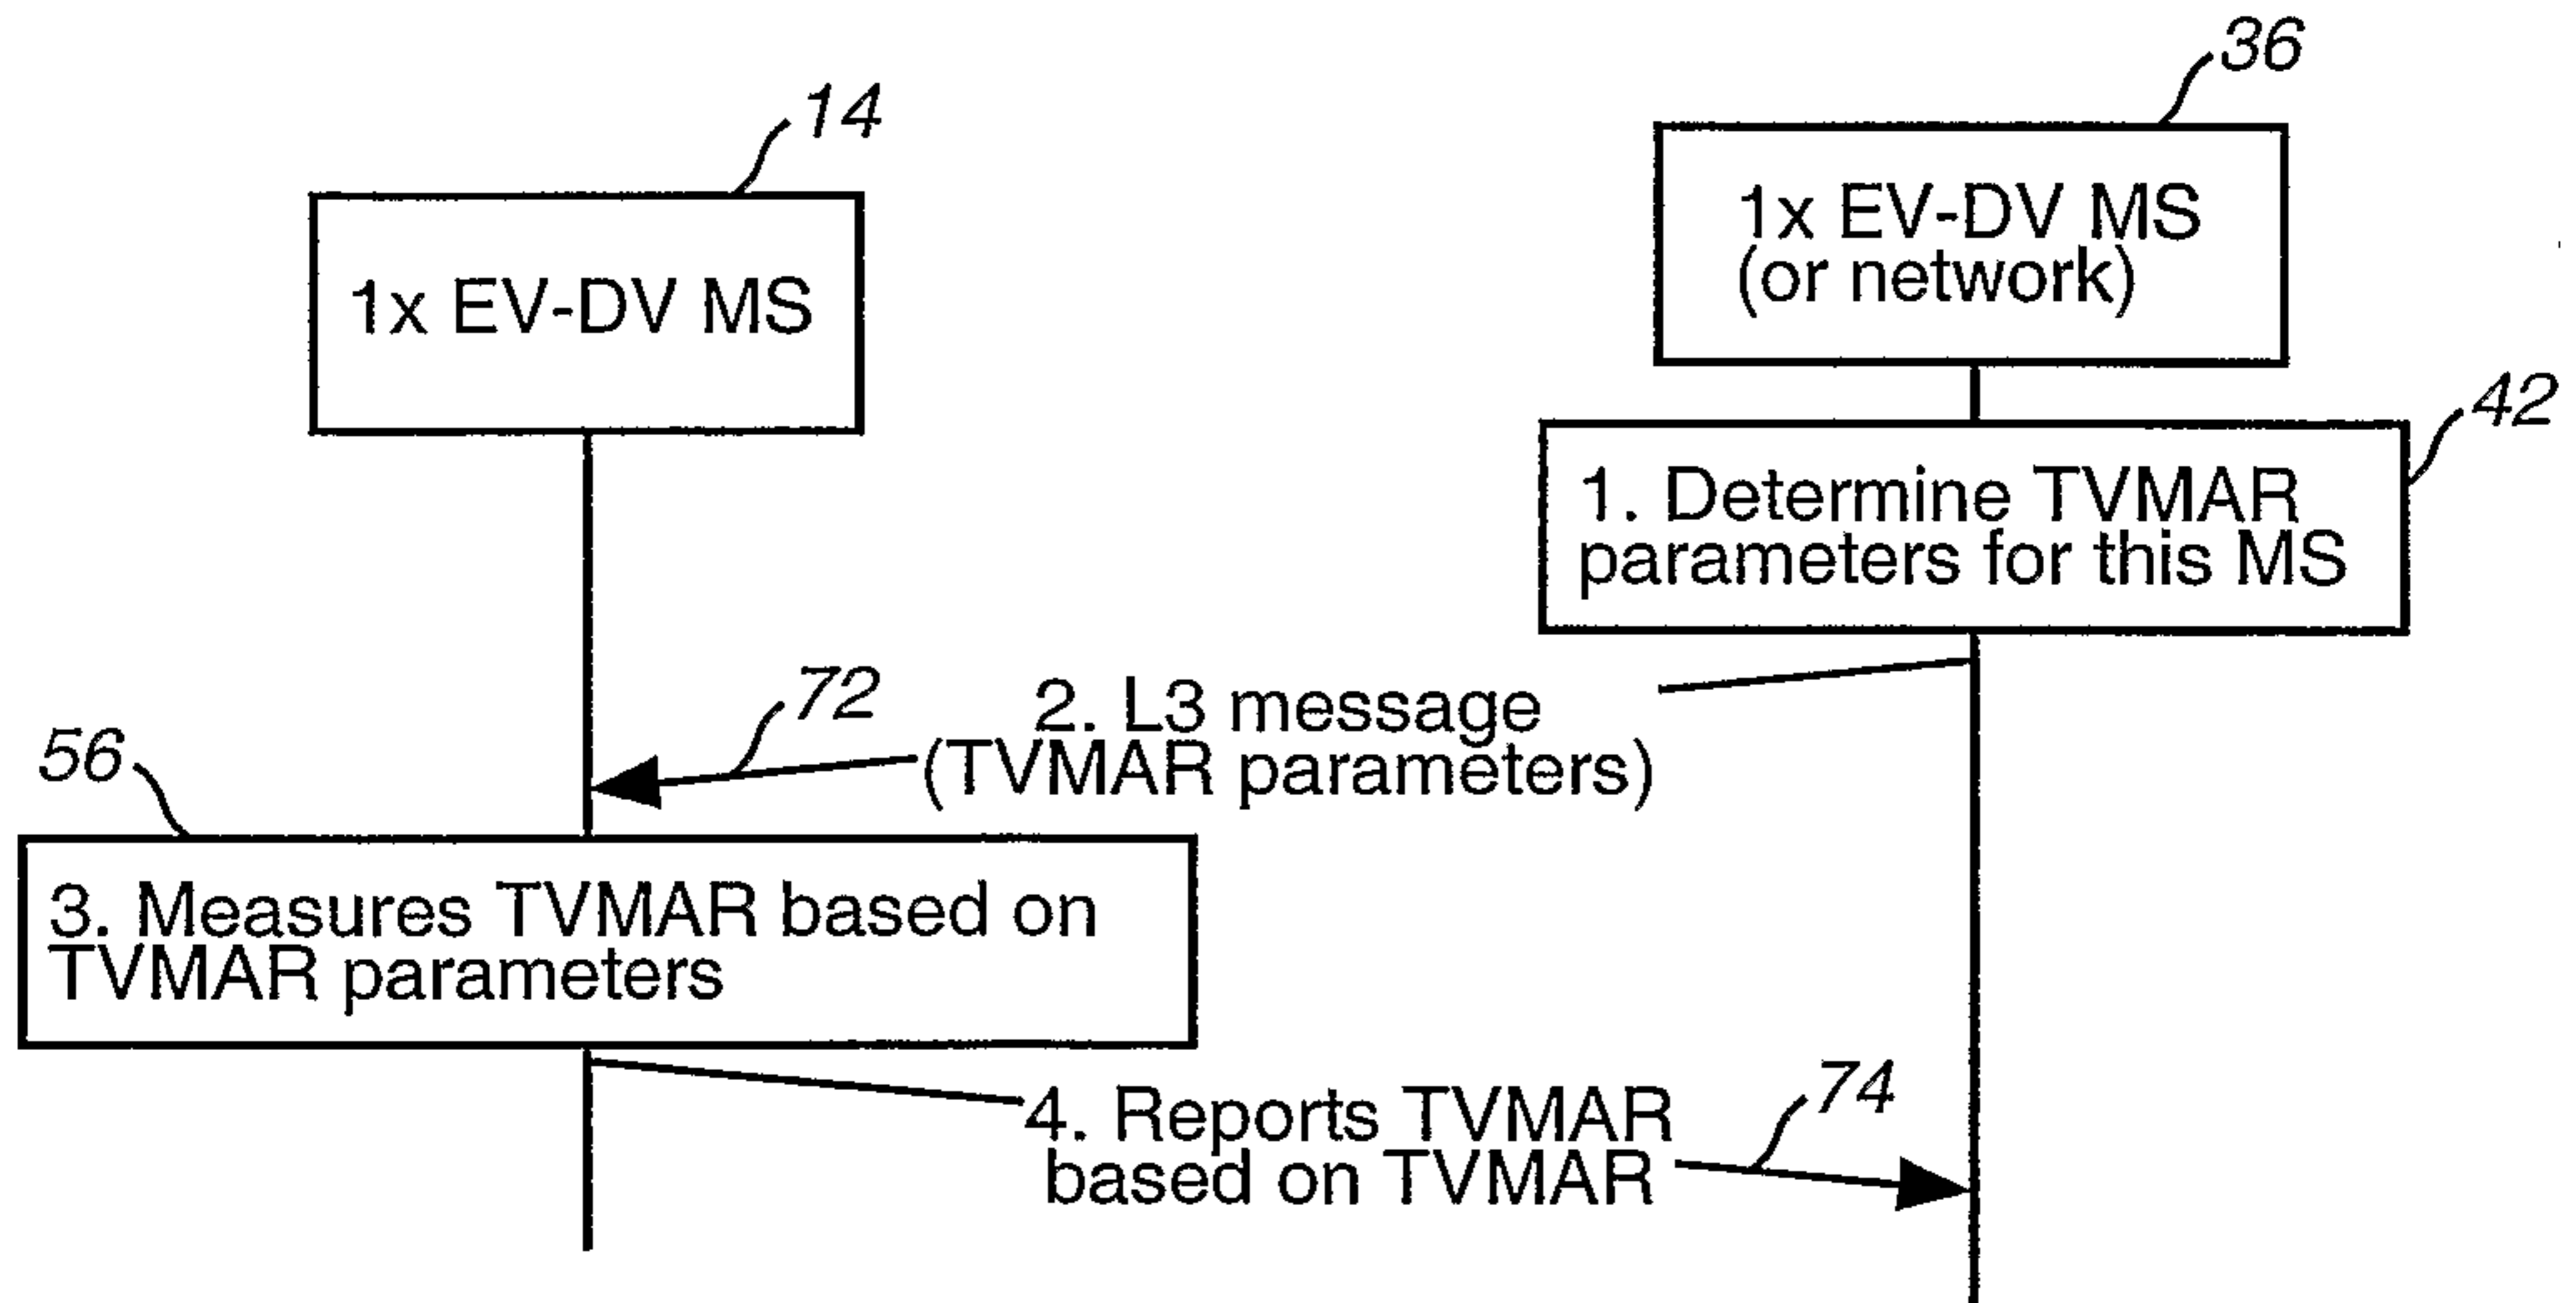 36
14
1x EV-DV MS
(or network)
1x EV-DV MS
42
1. Determine TVMAR
parameters for this MS
72
2. L3 message
(TVMAR parameters)
56
3. Measures TVMAR based on
TVMAR parameters
74
4. Reports TVMAR
based on TVMAR